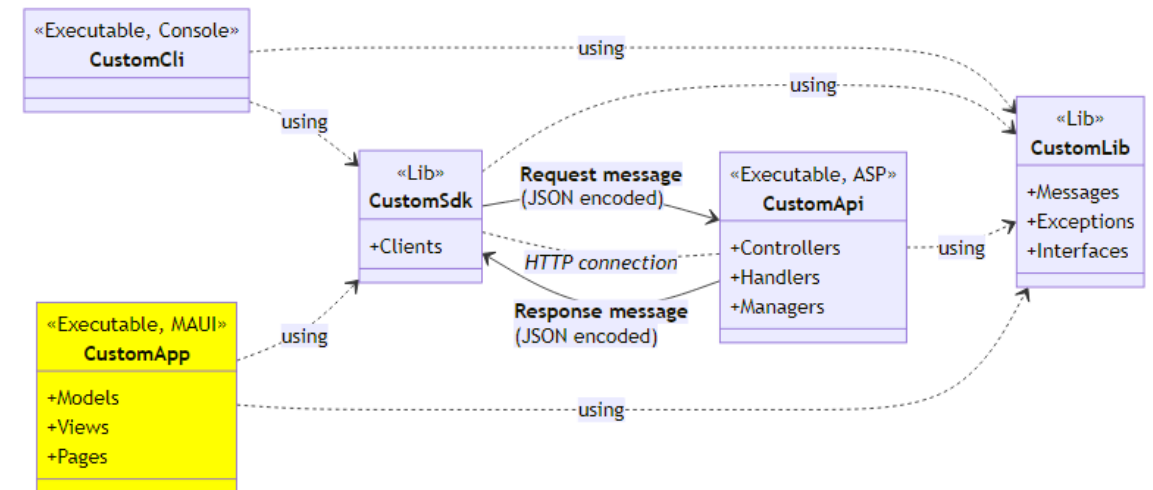 «Executable, Console»
CustomCli
using
using
using
«Lib»
CustomLib
+Messages
+Exceptions
+Interfaces
«Lib»
CustomSdk
+Clients
Request message
(JSON encoded)
HTTP connection
Response message
(JSON encoded)
«Executable, ASP»
CustomApi
+Controllers
+Handlers
+Managers
using
«Executable, MAUI»
CustomApp
+Models
+Views
+Pages
using
using